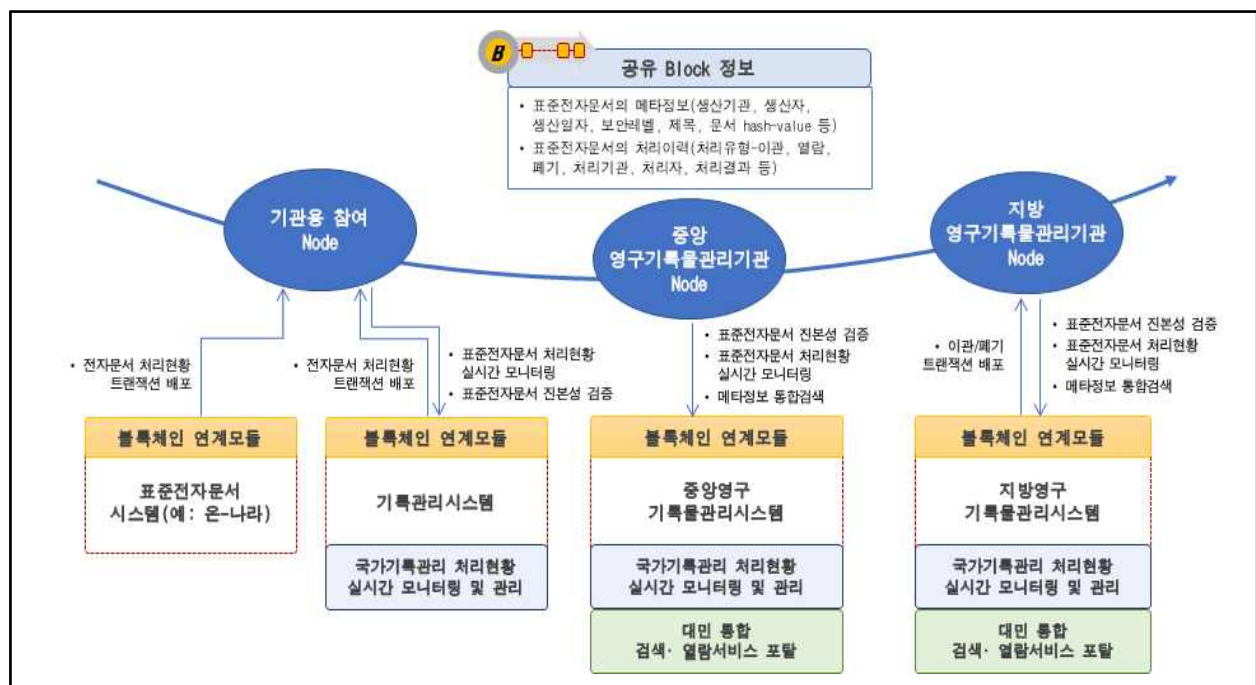 B
공유 Block 정보
• 표준전자문서의 메타정보(생산기관, 생산자,
생산일자, 보안레벨, 제목, 문서 hash-value 등)
• 표준전자문서의 처리이력(처리유형-이관, 열람,
폐기, 처리기관, 처리자, 처리결과 등)
기관용 참여
Node
중앙
영구기록물관리기관
Node
지방
영구기록물관리기관
Node
• 전자문서 처리현황
트랜잭션 배포
• 전자문서 처리현황
트랜잭션 배포
• 표준전자문서 처리현황
실시간 모니터링
• 표준전자문서 진본성 검증
• 표준전자문서 진본성 검증
• 표준전자문서 처리현황
실시간 모니터링
• 메타정보 통합검색
• 이관/폐기
트랜잭션 배포
• 표준전자문서 진본성 검증
• 표준전자문서 처리현황
실시간 모니터링
• 메타정보 통합검색
블록체인 연계모듈
표준전자문서
시스템(예: 온-나라)
블록체인 연계모듈
기록관리시스템
국가기록관리 처리현황
실시간 모니터링 및 관리
블록체인 연계모듈
중앙영구
기록물관리시스템
국가기록관리 처리현황
실시간 모니터링 및 관리
대민 통합
검색· 열람서비스 포탈
블록체인 연계모듈
지방영구
기록물관리시스템
국가기록관리 처리현황
실시간 모니터링 및 관리
대민 통합
검색· 열람서비스 포탈